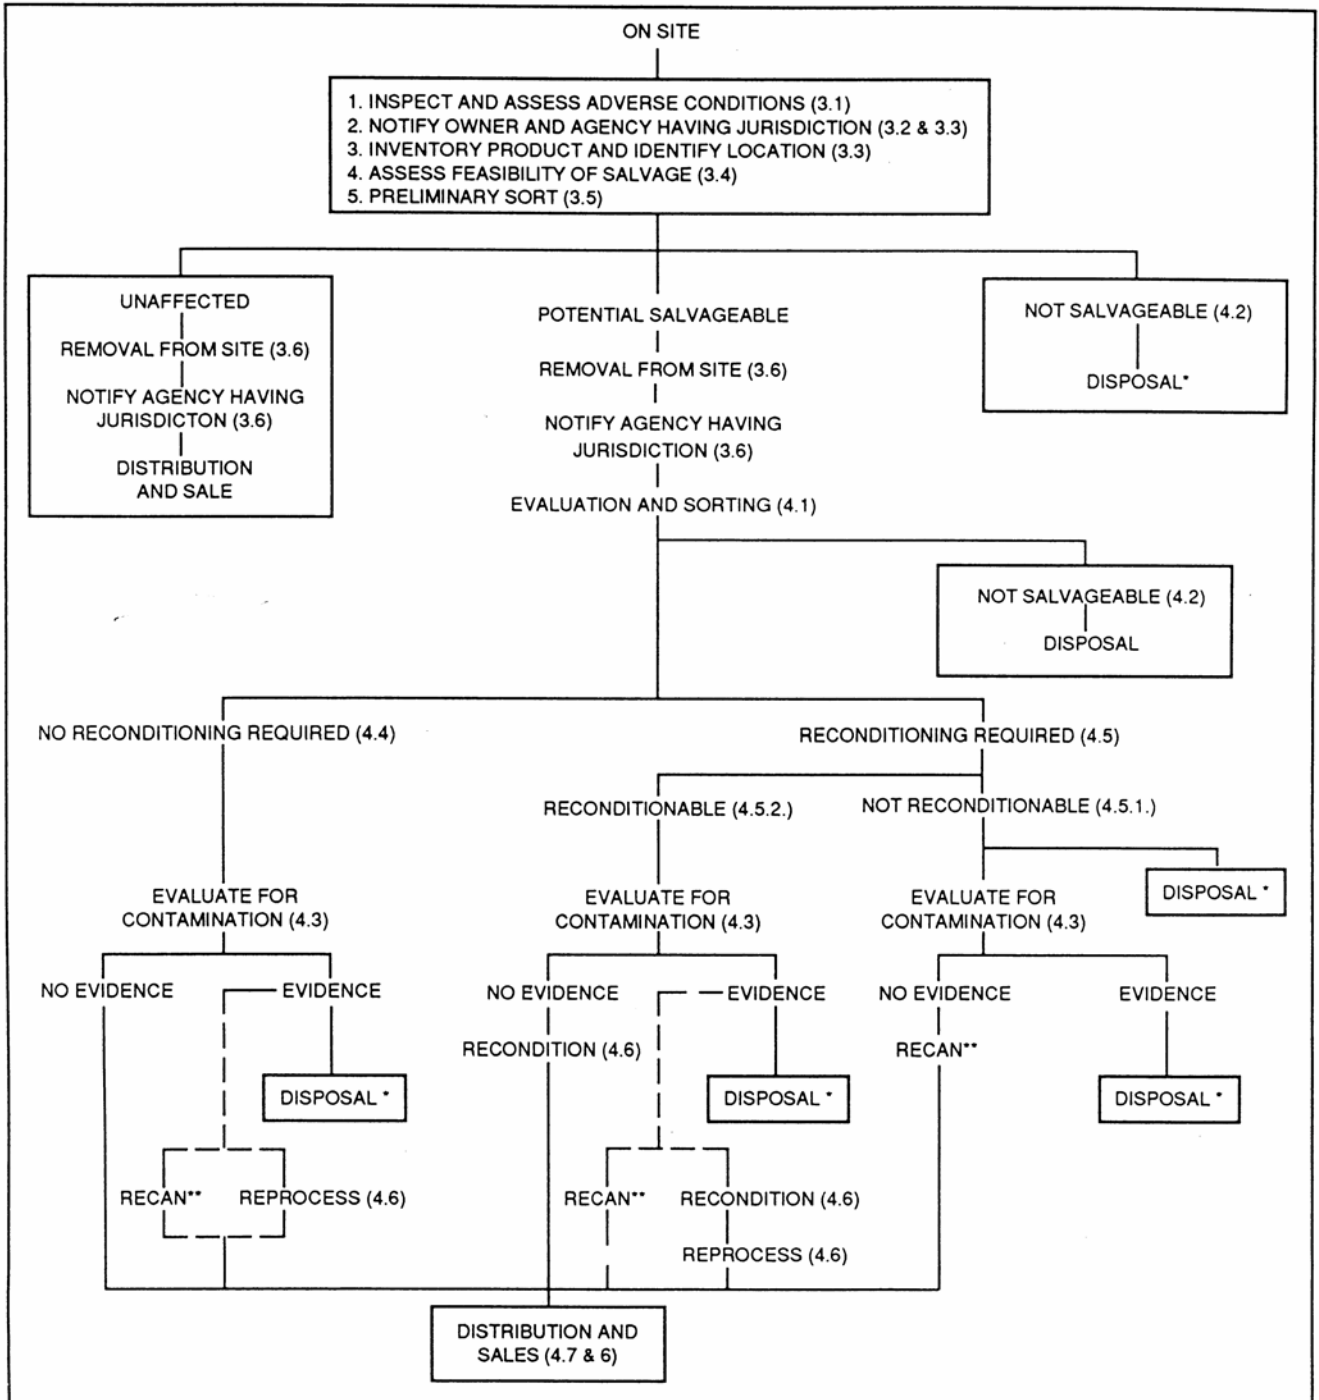 ON SITE
1. INSPECT AND ASSESS ADVERSE CONDITIONS (3.1)
2. NOTIFY OWNER AND AGENCY HAVING JURISDICTION (3.2 & 3.3)
3. INVENTORY PRODUCT AND IDENTIFY LOCATION (3.3)
4. ASSESS FEASIBILITY OF SALVAGE (3.4)
5. PRELIMINARY SORT (3.5)
UNAFFECTED
REMOVAL FROM SITE (3.6)
NOTIFY AGENCY HAVING
JURISDICTON (3.6)
DISTRIBUTION
AND SALE
POTENTIAL SALVAGEABLE
REMOVAL FROM SITE (3.6)
NOTIFY AGENCY HAVING
JURISDICTION (3.6)
EVALUATION AND SORTING (4.1)
NOT SALVAGEABLE (4.2)
DISPOSAL*
NOT SALVAGEABLE (4.2)
DISPOSAL
NO RECONDITIONING REQUIRED (4.4)
RECONDITIONING REQUIRED (4.5)
RECONDITIONABLE (4.5.2.)
NOT RECONDITIONABLE (4.5.1.)
DISPOSAL *
EVALUATE FOR
CONTAMINATION (4.3)
NO EVIDENCE
EVIDENCE
DISPOSAL *
RECAN**
REPROCESS (4.6)
EVALUATE FOR
CONTAMINATION (4.3)
NO EVIDENCE
RECONDITION (4.6)
EVIDENCE
DISPOSAL *
RECAN**
RECONDITION (4.6)
REPROCESS (4.6)
EVALUATE FOR
CONTAMINATION (4.3)
NO EVIDENCE
RECAN**
EVIDENCE
DISPOSAL *
DISTRIBUTION AND
SALES (4.7 & 6)